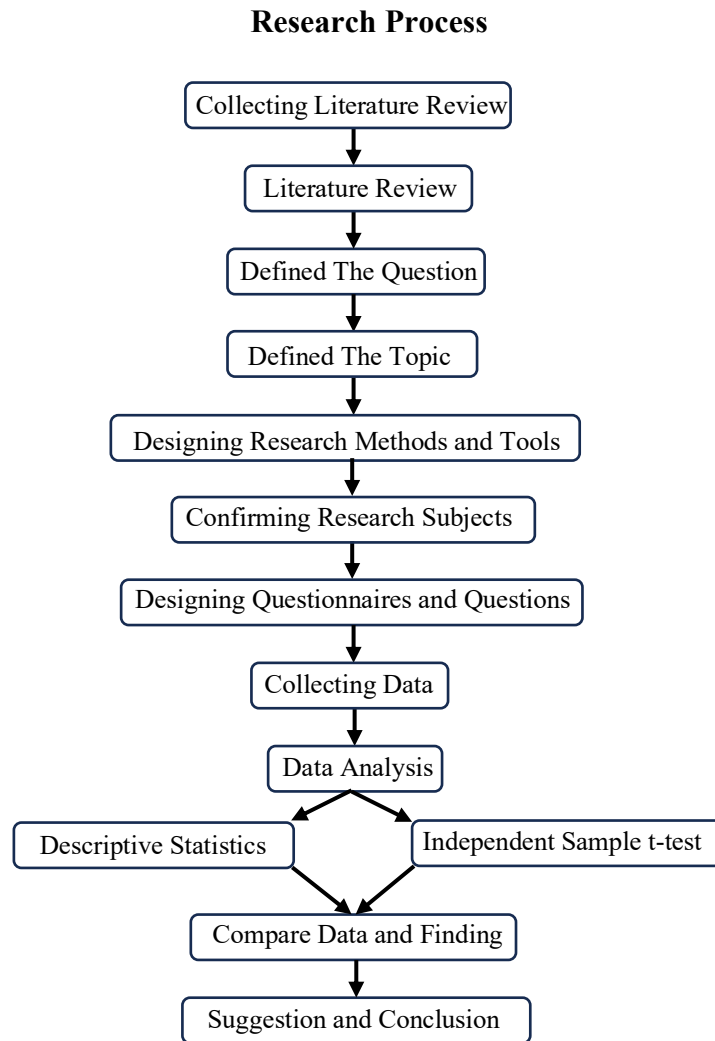 Research Process
Collecting Literature Review
Literature Review
Defined The Question
Defined The Topic
Designing Research Methods and Tools
Confirming Research Subjects
Designing Questionnaires and Questions
Collecting Data
Data Analysis
Descriptive Statistics
Independent Sample t-test
Compare Data and Finding
Suggestion and Conclusion